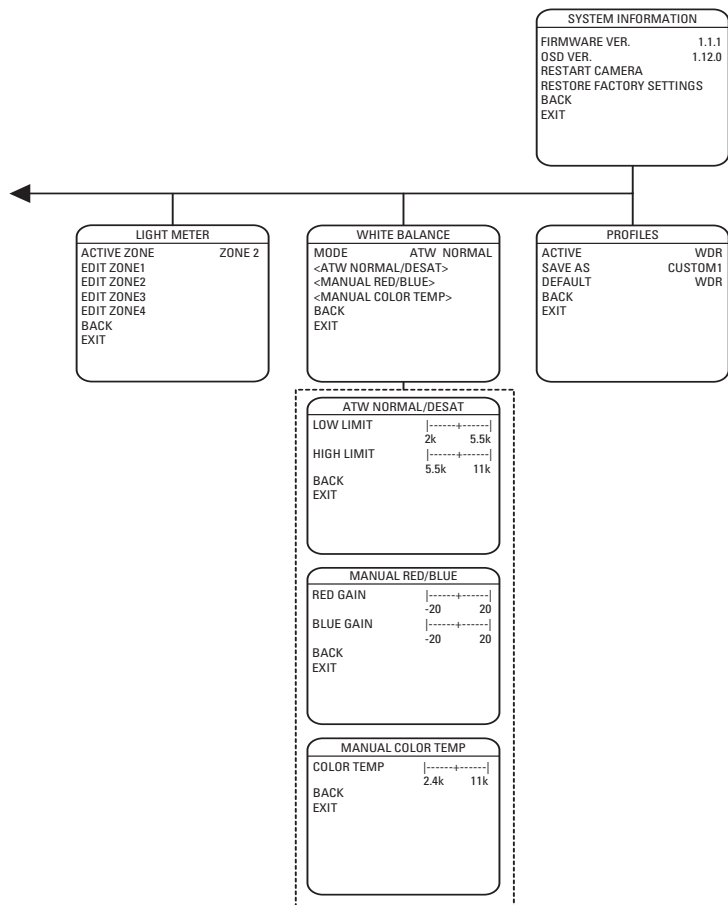 SYSTEM INFORMATION
FIRMWARE VER. 1.1.1
OSD VER. 1.12.0
RESTART CAMERA
RESTORE FACTORY SETTINGS
BACK
EXIT
LIGHT METER
ACTIVE ZONE ZONE 2
EDIT ZONE1
EDIT ZONE2
EDIT ZONE3
EDIT ZONE4
BACK
EXIT
WHITE BALANCE
MODE ATW NORMAL
<ATW NORMAL/DESAT>
<MANUAL RED/BLUE>
<MANUAL COLOR TEMP>
BACK
EXIT
PROFILES
ACTIVE WDR
SAVE AS CUSTOM1
DEFAULT WDR
BACK
EXIT
ATW NORMAL/DESAT
LOW LIMIT |------+------|
2k 5.5k
HIGH LIMIT |------+------|
5.5k 11k
BACK
EXIT
MANUAL RED/BLUE
RED GAIN |------+------|
-20 20
BLUE GAIN |------+------|
-20 20
BACK
EXIT
MANUAL COLOR TEMP
COLOR TEMP |------+------|
2.4k 11k
BACK
EXIT